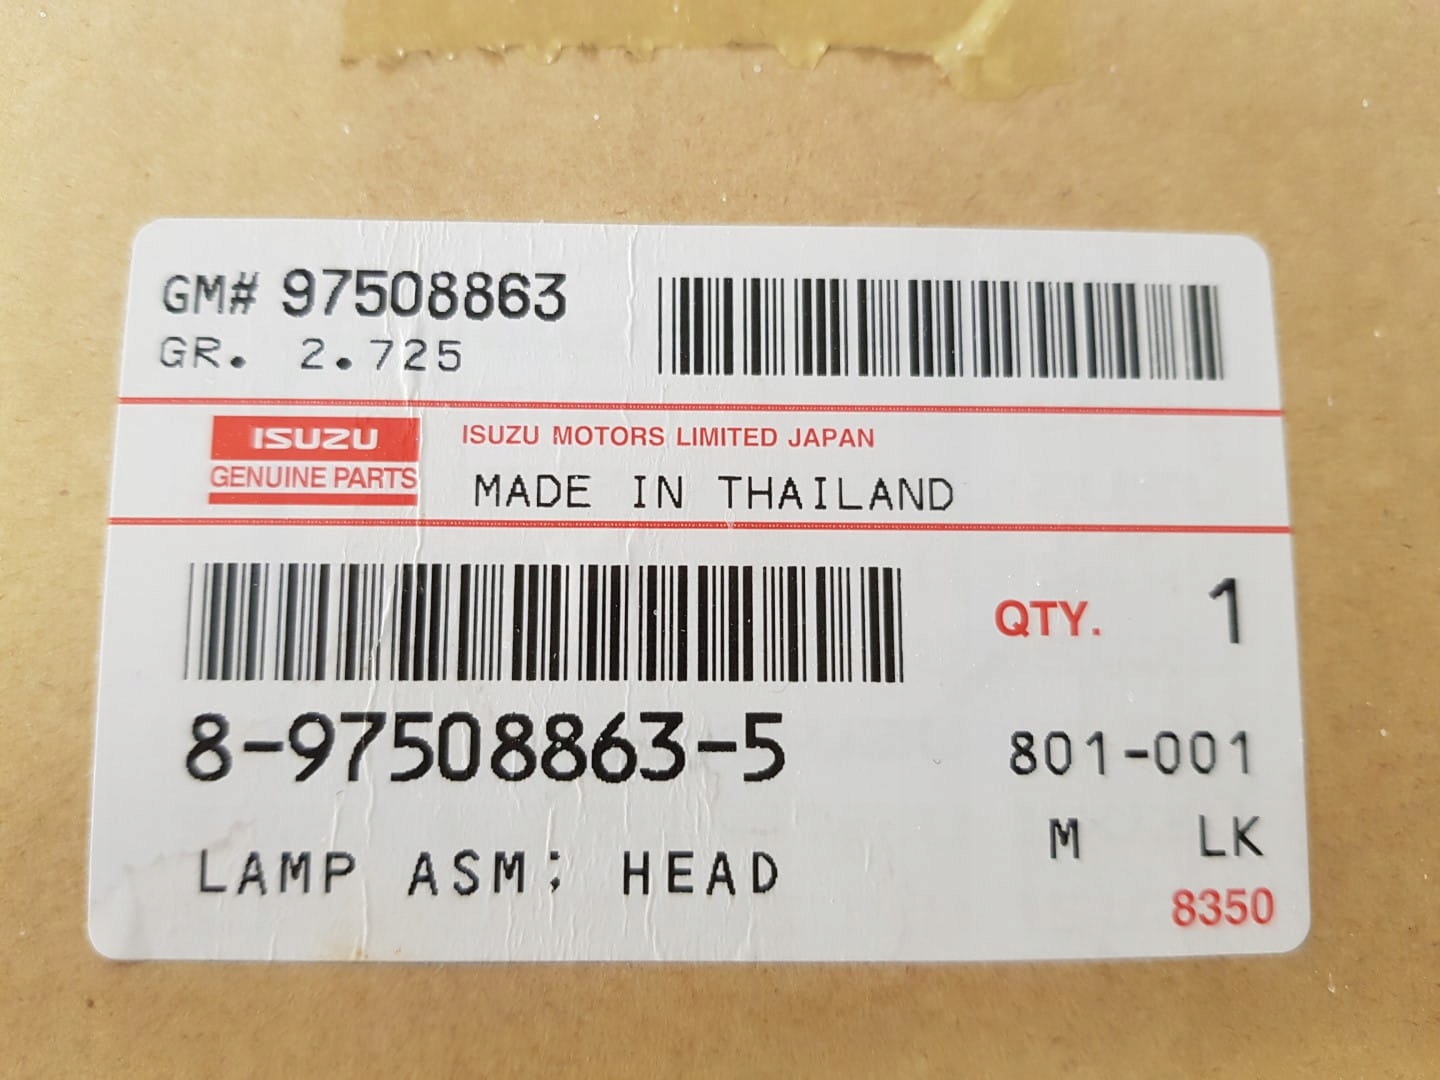 GM# 97508863
GR. 2.725
ISUZU
GENUINE PARTS
ISUZU MOTORS LIMITED JAPAN
MADE IN THAILAND
QTY. 1
8-97508863-5
801-001
M LK
LAMP ASM; HEAD
8350